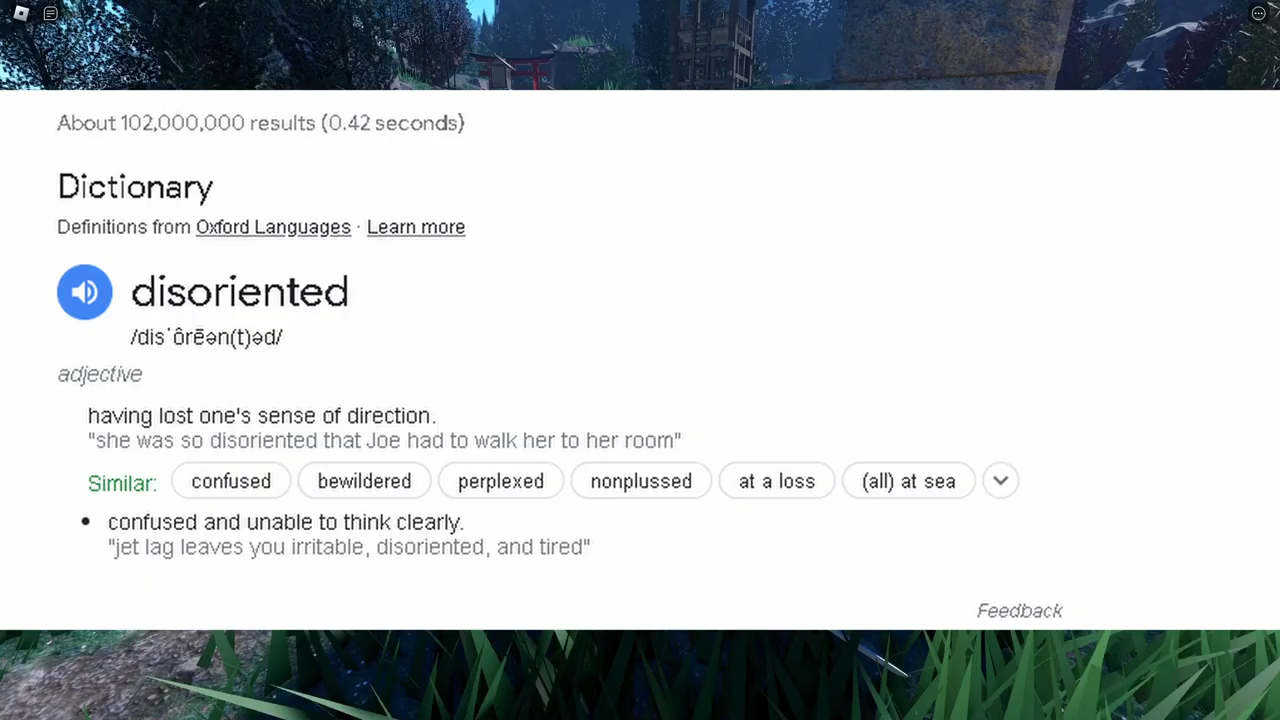 About 102,000,000 results (0.42 seconds)
Dictionary
Definitions from Oxford Languages · Learn more
disoriented
/disˈôrēən(t)əd/
adjective
having lost one's sense of direction.
"she was so disoriented that Joe had to walk her to her room"
Similar: confused bewildered perplexed nonplussed at a loss (all) at sea
• confused and unable to think clearly.
"jet lag leaves you irritable, disoriented, and tired"
Feedback